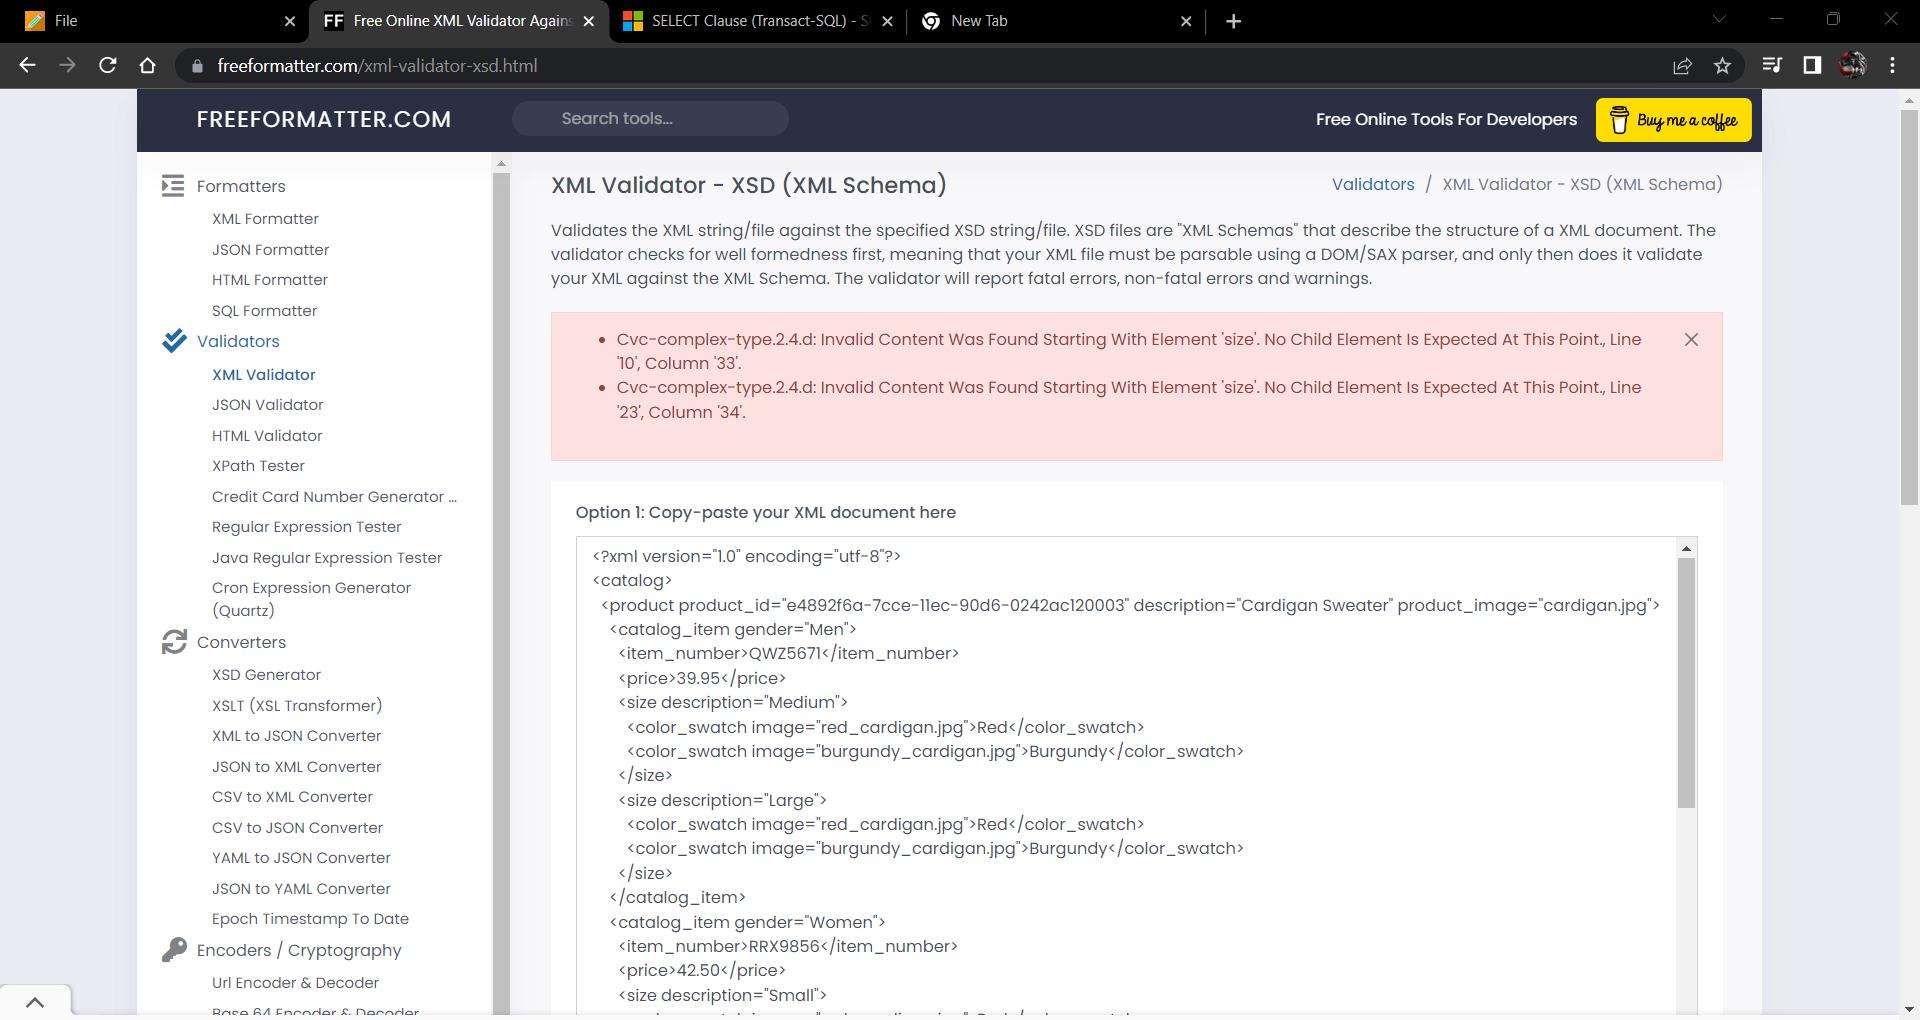 File
Free Online XML Validator Agains
SELECT Clause (Transact-SQL) - S
New Tab
freeformatter.com/xml-validator-xsd.html
FREEFORMATTER.COM
Search tools...
Free Online Tools For Developers
Buy me a coffee
Formatters
XML Formatter
JSON Formatter
HTML Formatter
SQL Formatter
Validators
XML Validator
JSON Validator
HTML Validator
XPath Tester
Credit Card Number Generator ...
Regular Expression Tester
Java Regular Expression Tester
Cron Expression Generator
(Quartz)
Converters
XSD Generator
XSLT (XSL Transformer)
XML to JSON Converter
JSON to XML Converter
CSV to XML Converter
CSV to JSON Converter
YAML to JSON Converter
JSON to YAML Converter
Epoch Timestamp To Date
Encoders / Cryptography
Url Encoder & Decoder
Base 64 Encoder & Decoder
XML Validator - XSD (XML Schema)
Validators / XML Validator - XSD (XML Schema)
Validates the XML string/file against the specified XSD string/file. XSD files are "XML Schemas" that describe the structure of a XML document. The
validator checks for well formedness first, meaning that your XML file must be parsable using a DOM/SAX parser, and only then does it validate
your XML against the XML Schema. The validator will report fatal errors, non-fatal errors and warnings.
Cvc-complex-type.2.4.d: Invalid Content Was Found Starting With Element 'size'. No Child Element Is Expected At This Point., Line
'10', Column '33'.
Cvc-complex-type.2.4.d: Invalid Content Was Found Starting With Element 'size'. No Child Element Is Expected At This Point., Line
'23', Column '34'.
Option 1: Copy-paste your XML document here
<?xml version="1.0" encoding="utf-8"?>
<catalog>
<product product_id="e4892f6a-7cce-11ec-90d6-0242ac120003" description="Cardigan Sweater" product_image="cardigan.jpg">
<catalog_item gender="Men">
<item_number>QWZ5671</item_number>
<price>39.95</price>
<size description="Medium">
<color_swatch image="red_cardigan.jpg">Red</color_swatch>
<color_swatch image="burgundy_cardigan.jpg">Burgundy</color_swatch>
</size>
<size description="Large">
<color_swatch image="red_cardigan.jpg">Red</color_swatch>
<color_swatch image="burgundy_cardigan.jpg">Burgundy</color_swatch>
</size>
</catalog_item>
<catalog_item gender="Women">
<item_number>RRX9856</item_number>
<price>42.50</price>
<size description="Small">